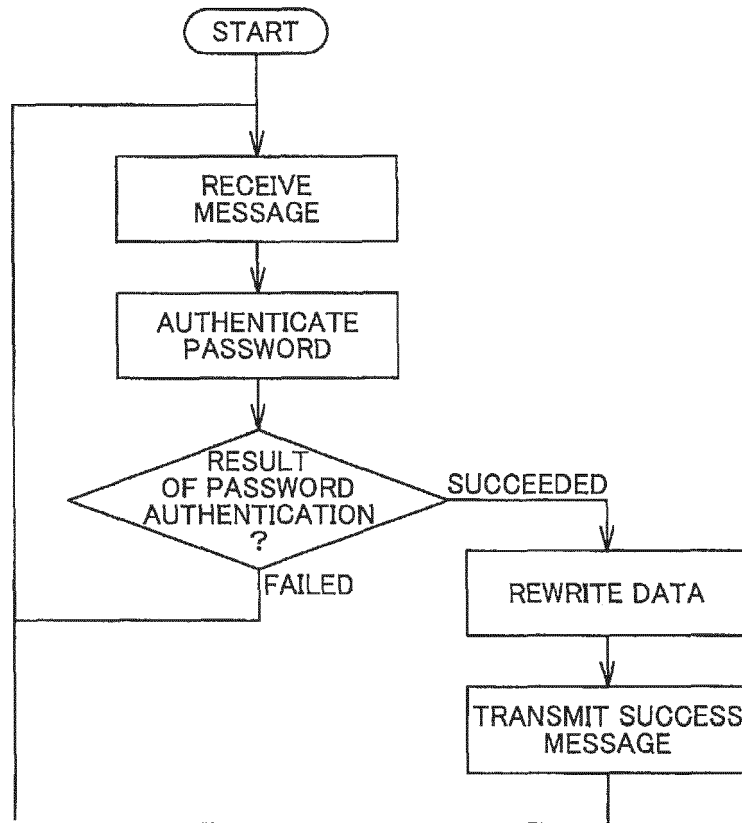 START
RECEIVE
MESSAGE
AUTHENTICATE
PASSWORD
RESULT
OF PASSWORD
AUTHENTICATION
?
SUCCEEDED
FAILED
REWRITE DATA
TRANSMIT SUCCESS
MESSAGE